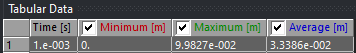 Tabular Data
Time [s] Minimum [m] Maximum [m] Average [m]
1 1.e-003 0. 9.9827e-002 3.3386e-002